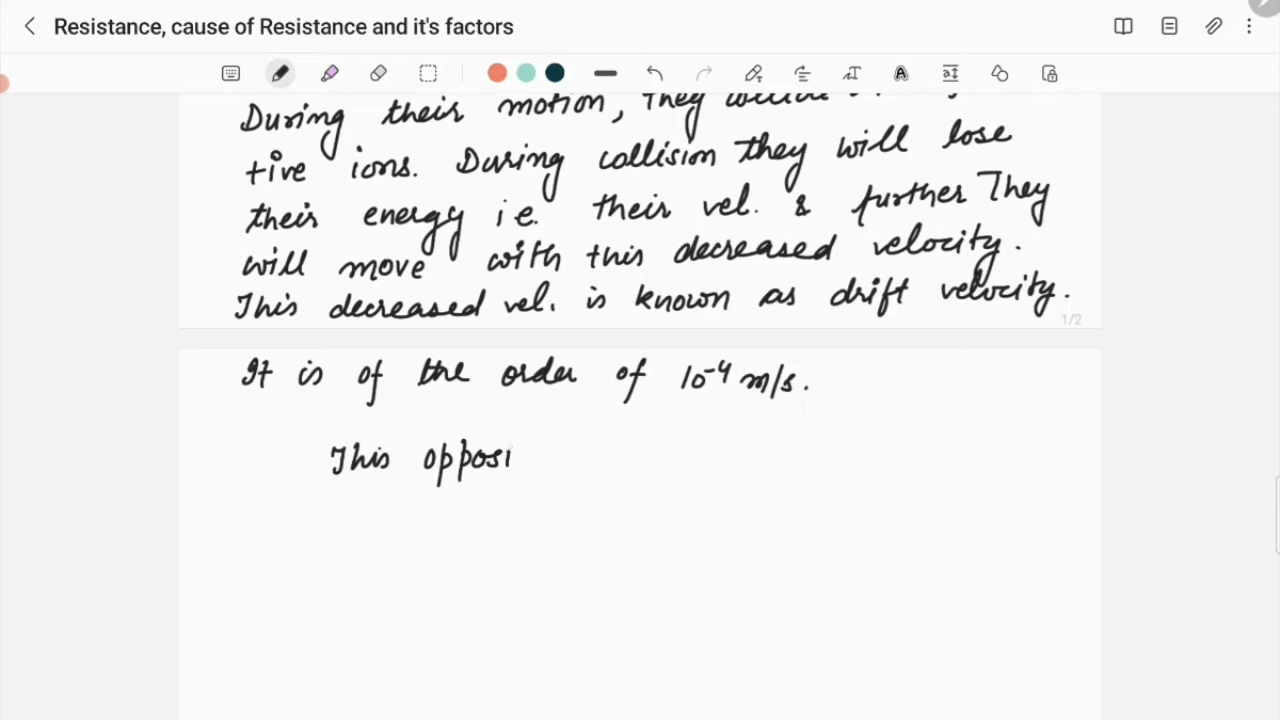 Resistance, cause of Resistance and it's factors
During their motion, they
tive ions. During collision they will lose
their energy i.e. their vel. & further They
will move with this decreased velocity.
This decreased vel. is known as drift velocity.
1/2
It is of the order of 10⁻⁴ m/s.
This opposi